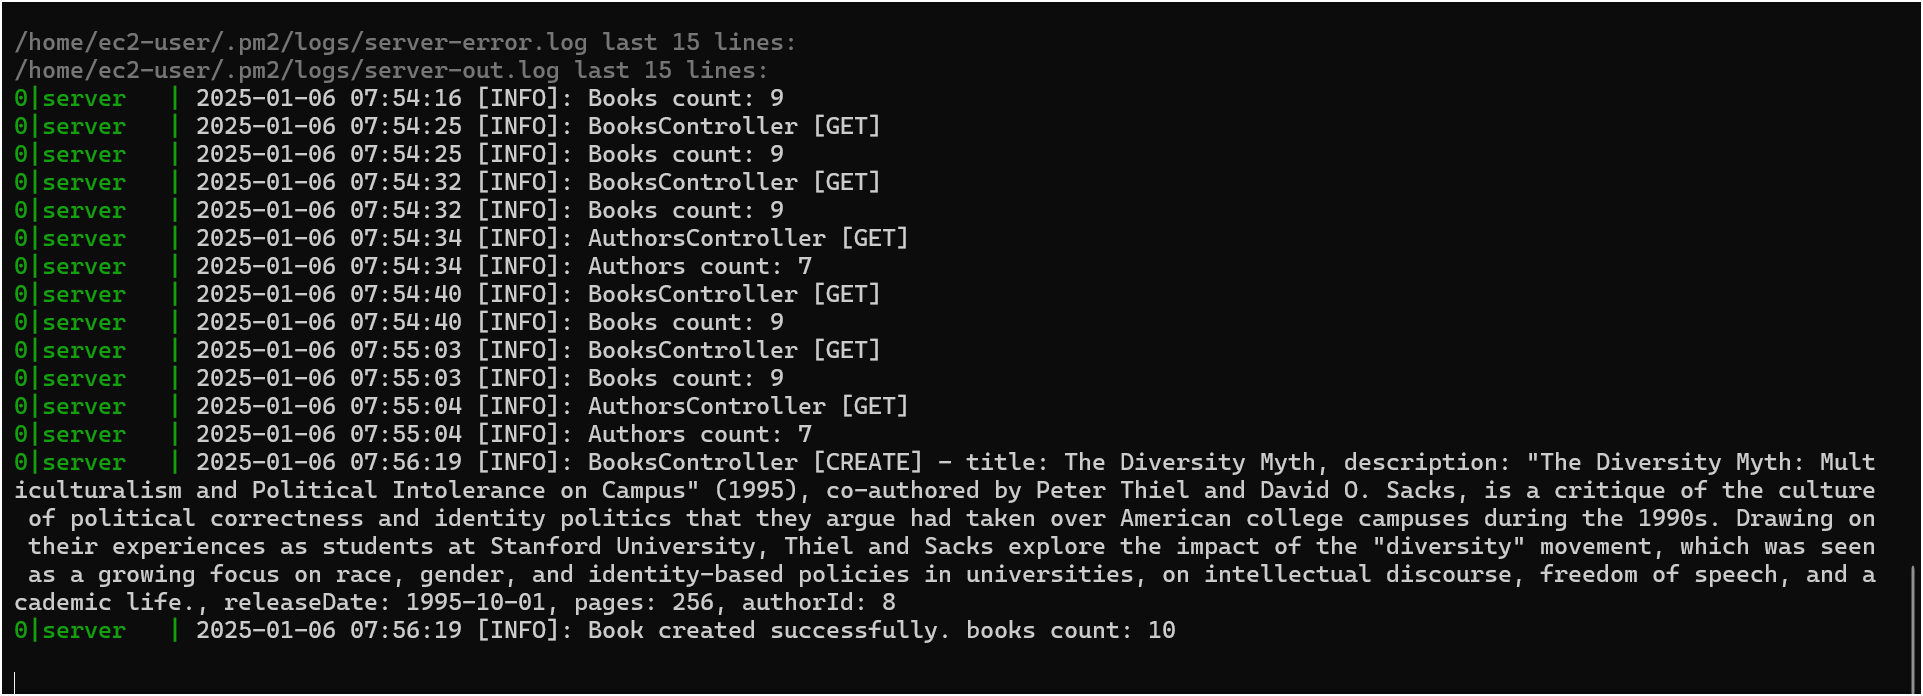 /home/ec2-user/.pm2/logs/server-error.log last 15 lines:
/home/ec2-user/.pm2/logs/server-out.log last 15 lines:
0|server   | 2025-01-06 07:54:16 [INFO]: Books count: 9
0|server   | 2025-01-06 07:54:25 [INFO]: BooksController [GET]
0|server   | 2025-01-06 07:54:25 [INFO]: Books count: 9
0|server   | 2025-01-06 07:54:32 [INFO]: BooksController [GET]
0|server   | 2025-01-06 07:54:32 [INFO]: Books count: 9
0|server   | 2025-01-06 07:54:34 [INFO]: AuthorsController [GET]
0|server   | 2025-01-06 07:54:34 [INFO]: Authors count: 7
0|server   | 2025-01-06 07:54:40 [INFO]: BooksController [GET]
0|server   | 2025-01-06 07:54:40 [INFO]: Books count: 9
0|server   | 2025-01-06 07:55:03 [INFO]: BooksController [GET]
0|server   | 2025-01-06 07:55:03 [INFO]: Books count: 9
0|server   | 2025-01-06 07:55:04 [INFO]: AuthorsController [GET]
0|server   | 2025-01-06 07:55:04 [INFO]: Authors count: 7
0|server   | 2025-01-06 07:56:19 [INFO]: BooksController [CREATE] - title: The Diversity Myth, description: "The Diversity Myth: Mult
iculturalism and Political Intolerance on Campus" (1995), co-authored by Peter Thiel and David O. Sacks, is a critique of the culture
 of political correctness and identity politics that they argue had taken over American college campuses during the 1990s. Drawing on
 their experiences as students at Stanford University, Thiel and Sacks explore the impact of the "diversity" movement, which was seen
 as a growing focus on race, gender, and identity-based policies in universities, on intellectual discourse, freedom of speech, and a
cademic life., releaseDate: 1995-10-01, pages: 256, authorId: 8
0|server   | 2025-01-06 07:56:19 [INFO]: Book created successfully. books count: 10